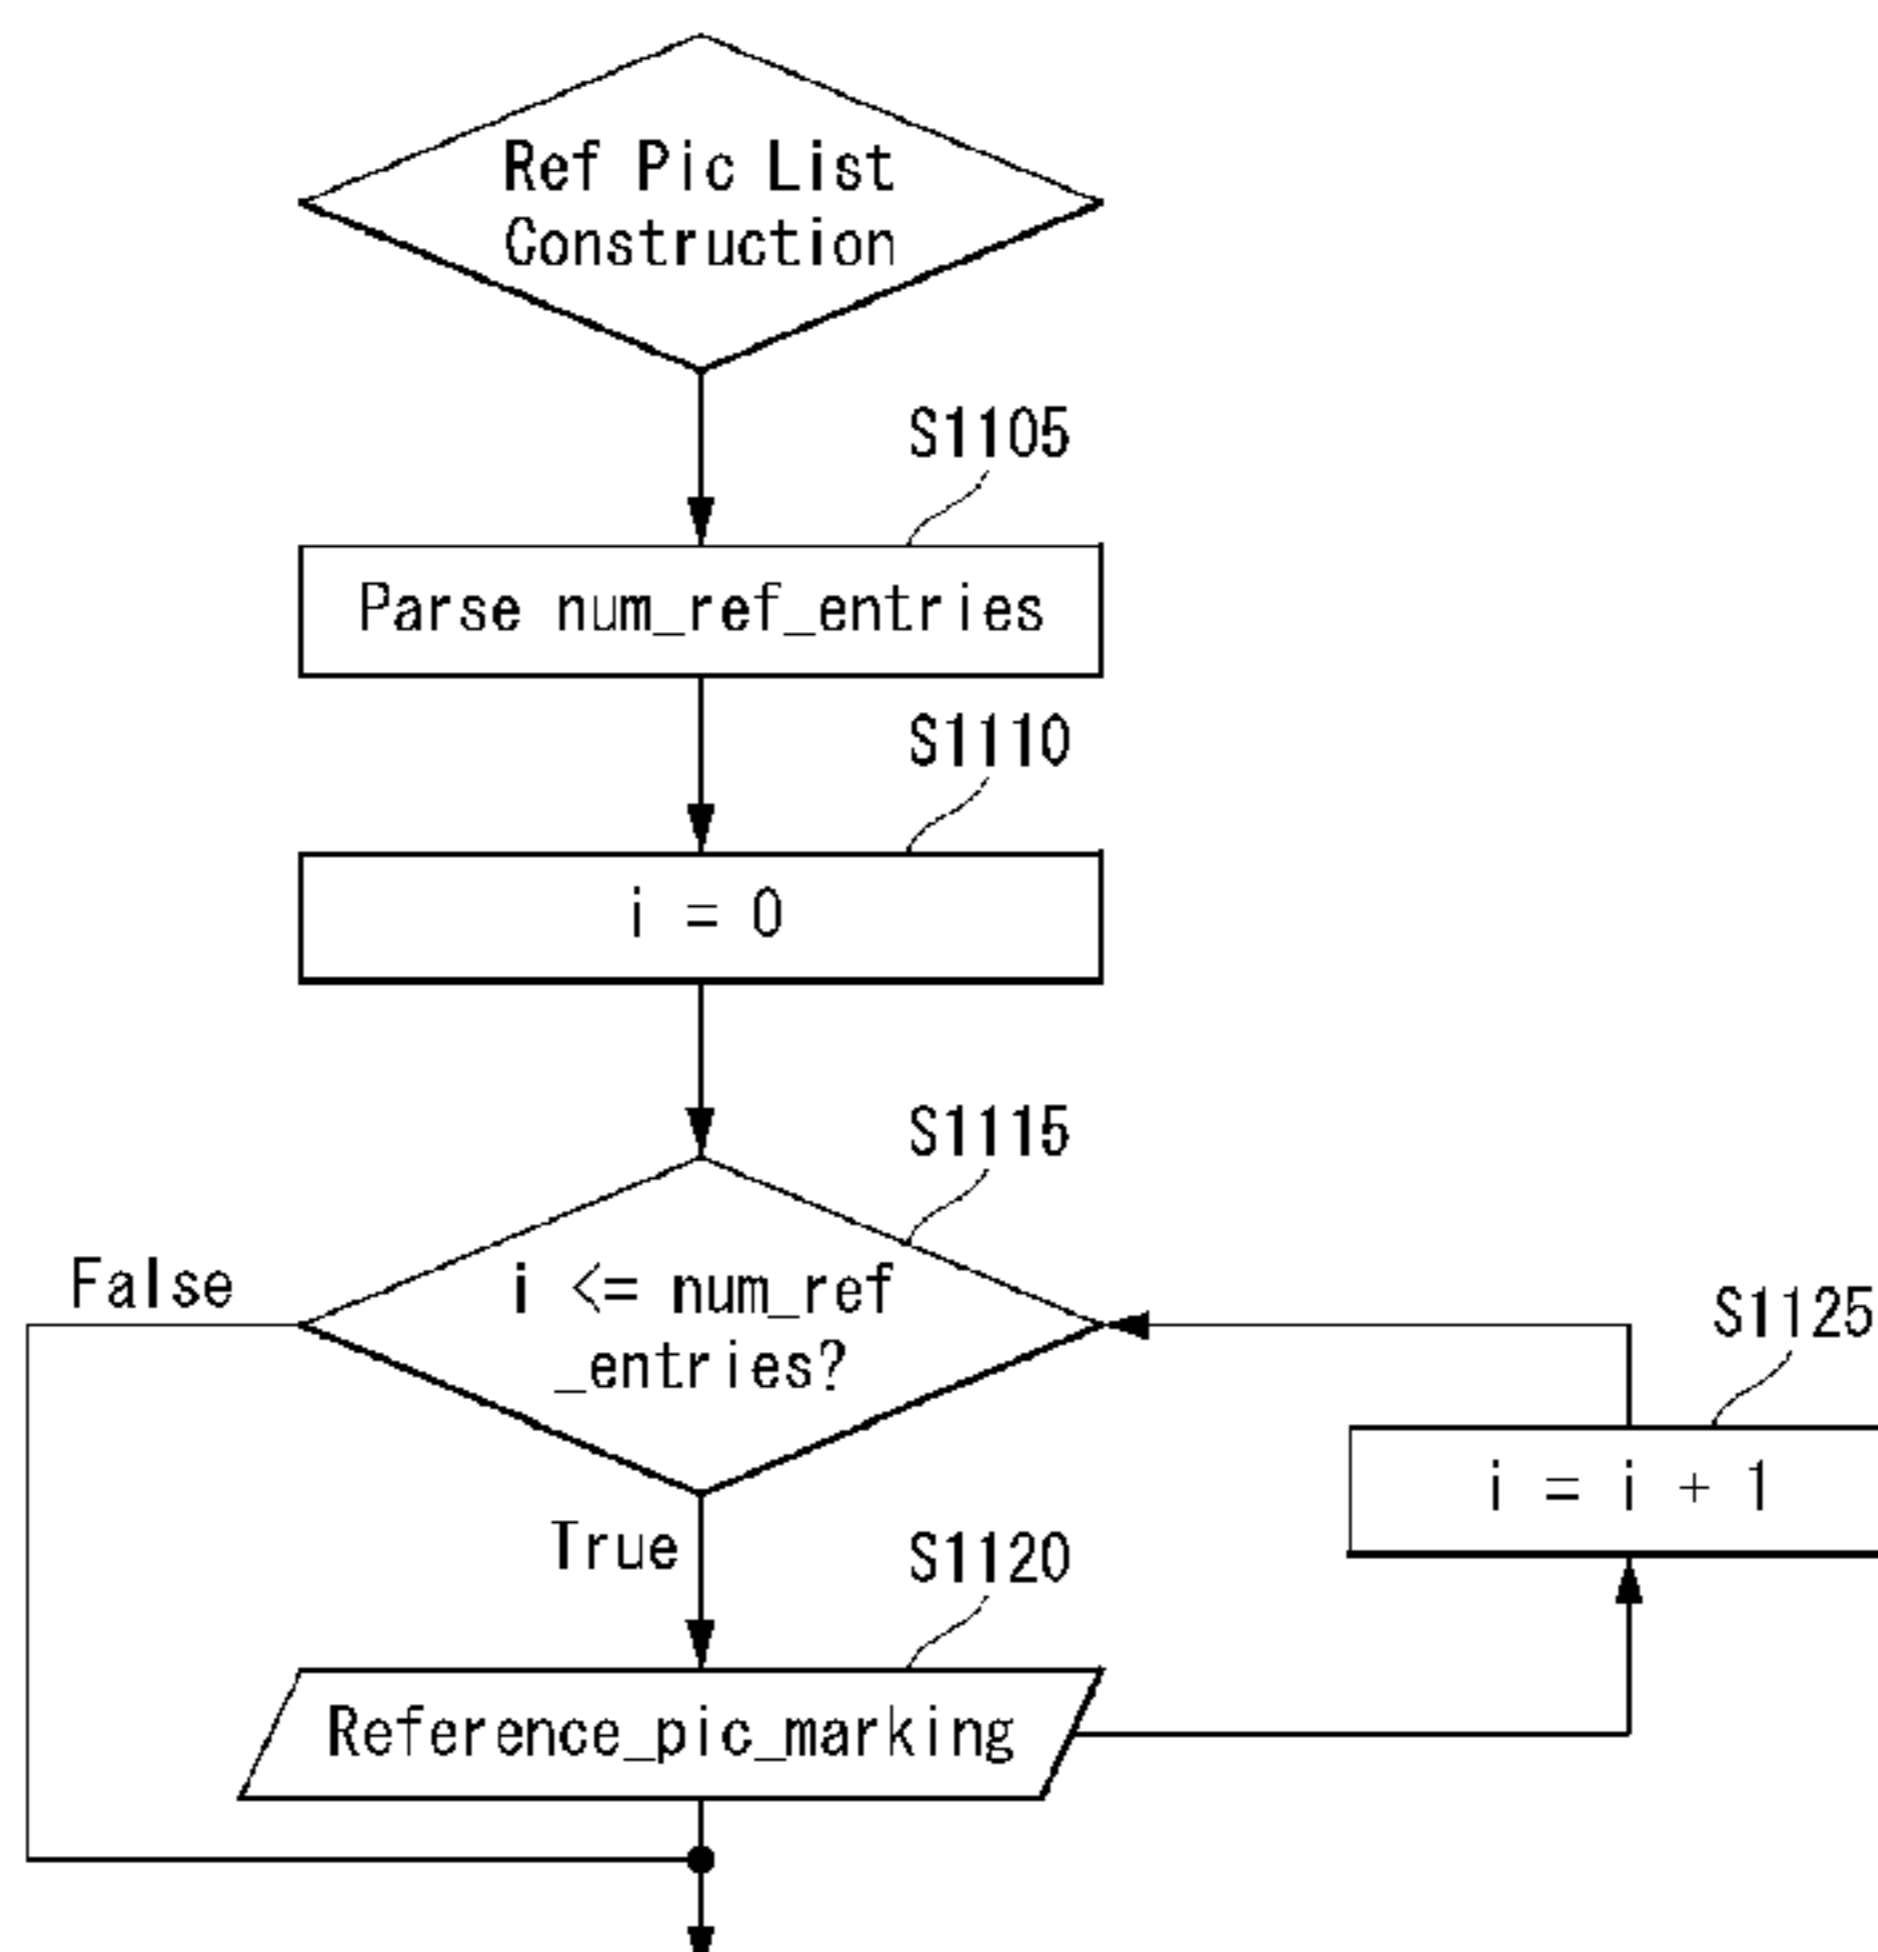 Ref Pic List
Construction
S1105
Parse num_ref_entries
S1110
i = 0
S1115
False
i <= num_ref
_entries?
S1125
i = i + 1
True
S1120
Reference_pic_marking